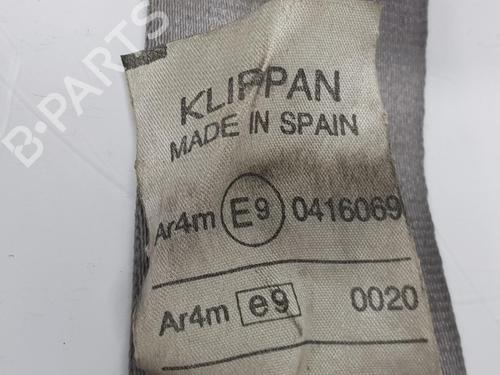 B-PARTS
KLIPPAN
MADE IN SPAIN
Ar4m E9 0416069
Ar4m e9 0020